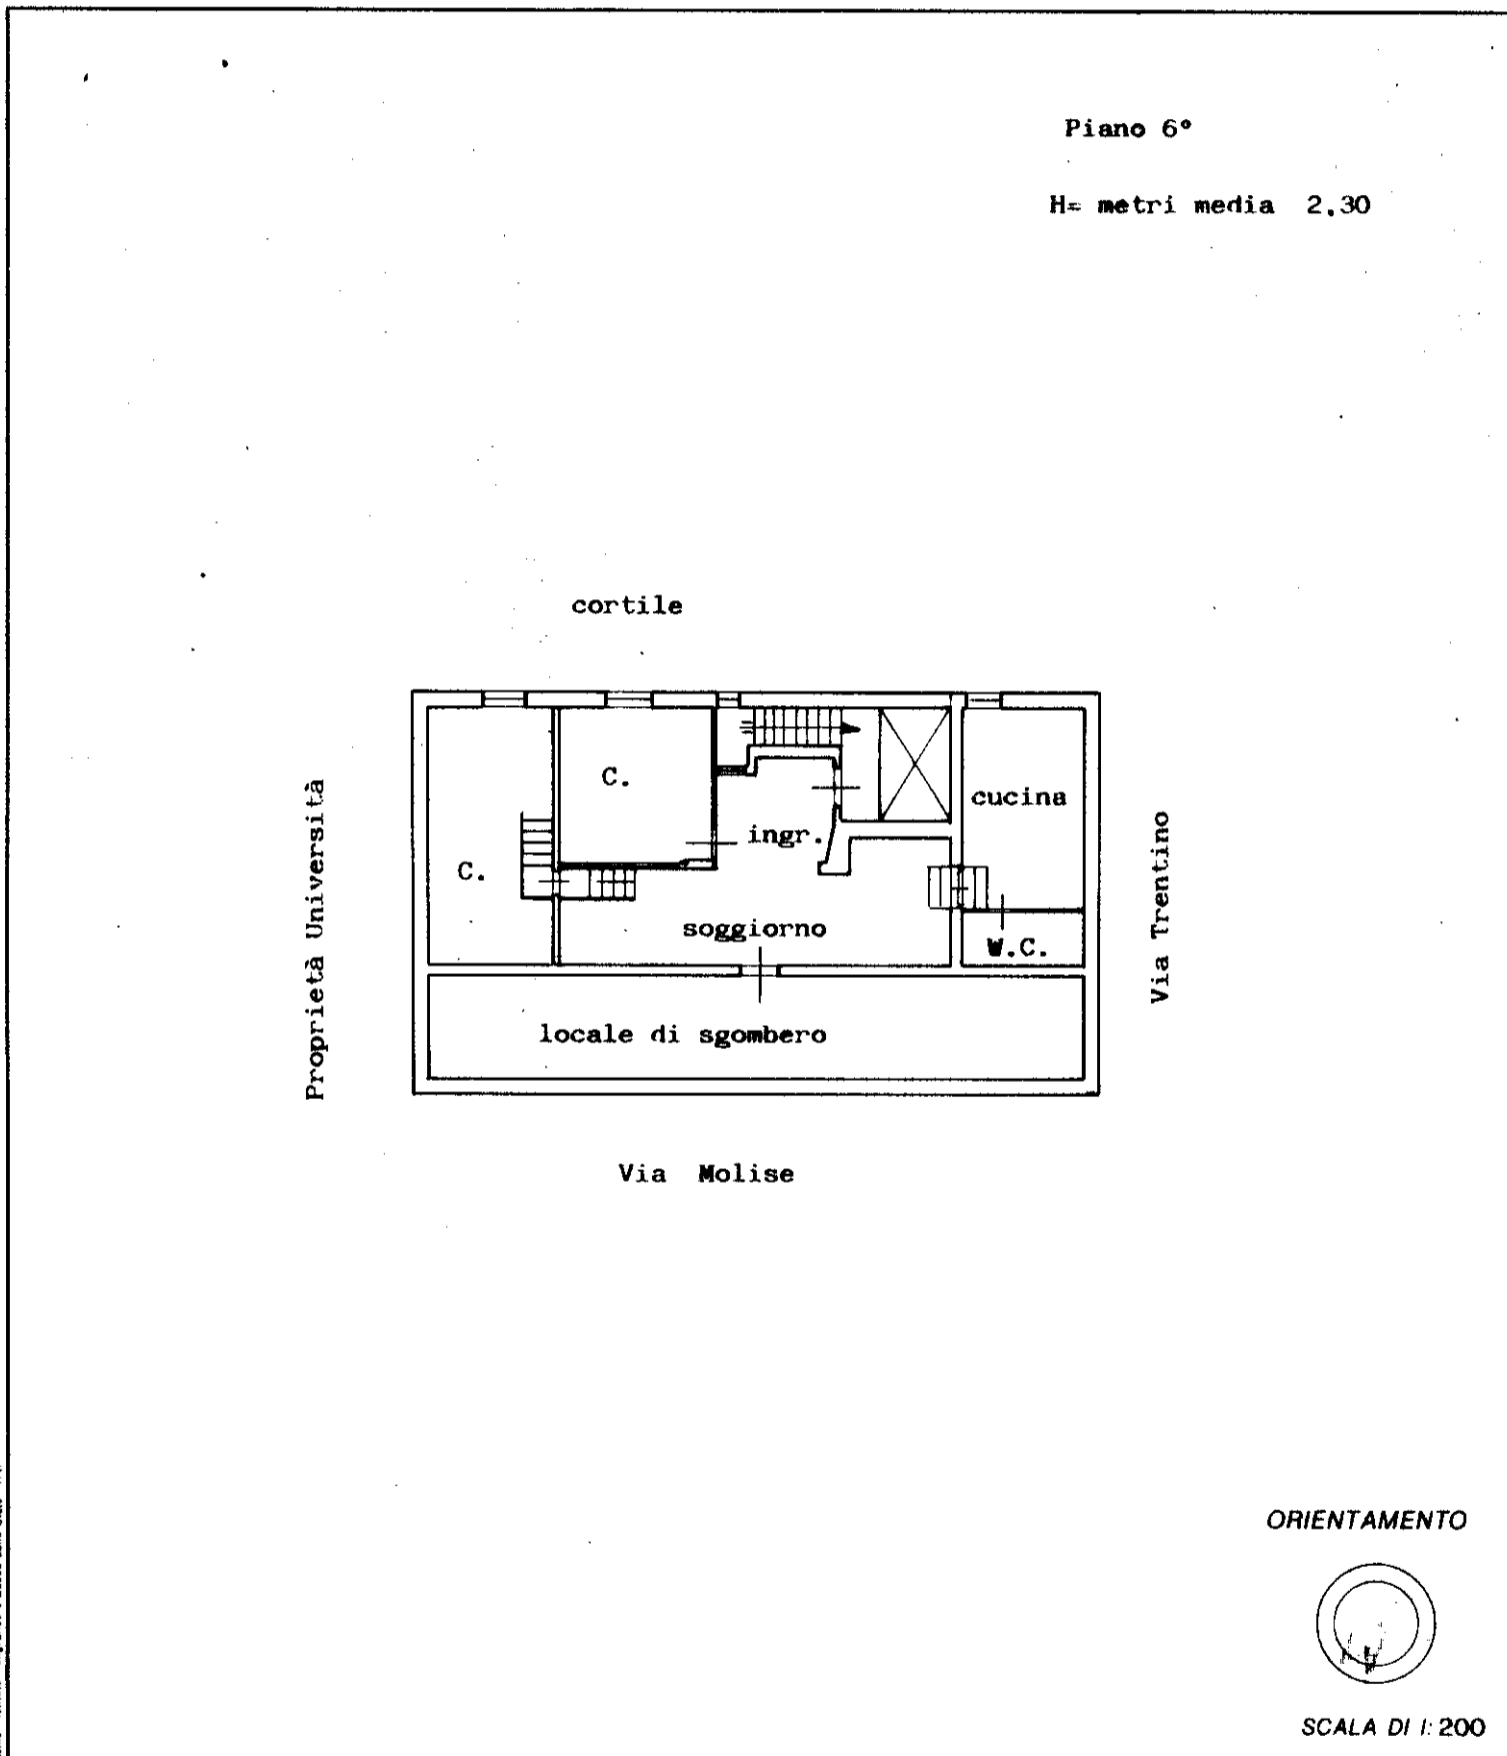 Piano 6°
H= metri media 2.30
cortile
C.
cucina
ingr.
C.
soggiorno
W.C.
locale di sgombero
Proprietà Università
Via Trentino
Via Molise
ORIENTAMENTO
SCALA DI 1:200